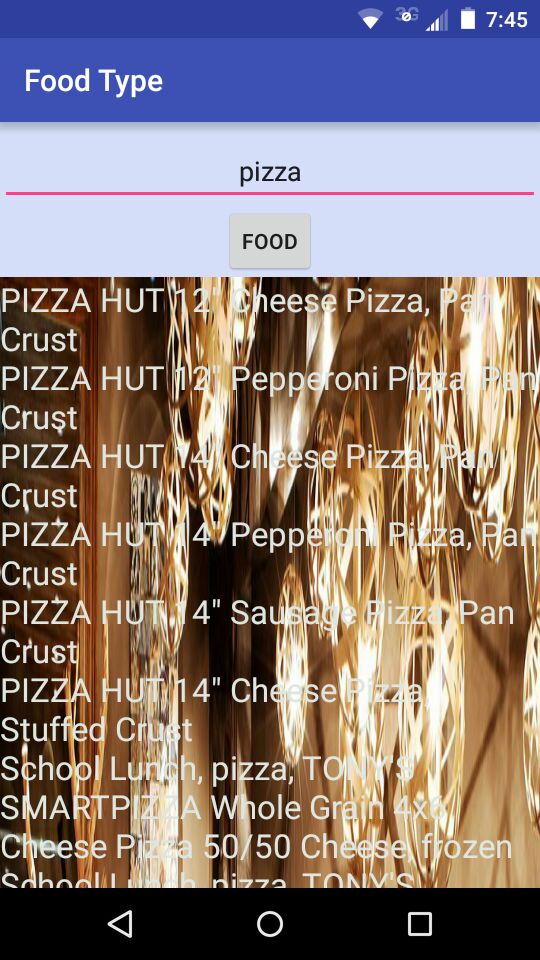 3G 7:45
Food Type
pizza
FOOD
PIZZA HUT 12" Cheese Pizza, Pan
Crust
PIZZA HUT 12" Pepperoni Pizza, Pan
Crust
PIZZA HUT 14" Cheese Pizza, Pan
Crust
PIZZA HUT 14" Pepperoni Pizza, Pan
Crust
PIZZA HUT 14" Sausage Pizza, Pan
Crust
PIZZA HUT 14" Cheese Pizza,
Stuffed Crust
School Lunch, pizza, TONY'S
SMARTPIZZA Whole Grain 4x6
Cheese Pizza 50/50 Cheese, frozen
School Lunch, pizza, TONY'S